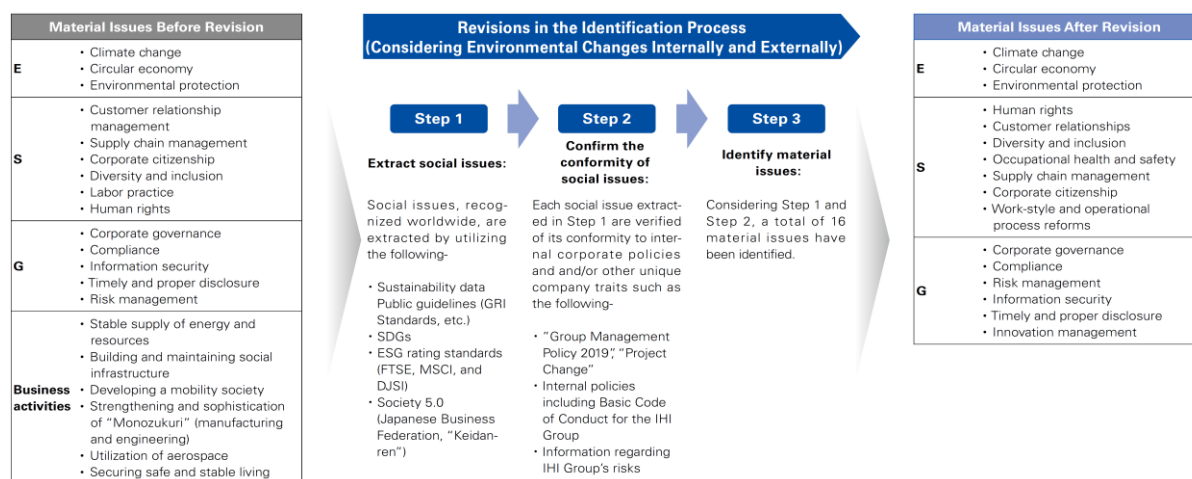 Material Issues Before Revision
E
• Climate change
• Circular economy
• Environmental protection
S
• Customer relationship
management
• Supply chain management
• Corporate citizenship
• Diversity and inclusion
• Labor practice
• Human rights
G
• Corporate governance
• Compliance
• Information security
• Timely and proper disclosure
• Risk management
Business
activities
• Stable supply of energy and
resources
• Building and maintaining social
infrastructure
• Developing a mobility society
• Strengthening and sophistication
of "Monozukuri" (manufacturing
and engineering)
• Utilization of aerospace
• Securing safe and stable living
Revisions in the Identification Process
(Considering Environmental Changes Internally and Externally)
Step 1
Extract social issues:
Social issues, recog-
nized worldwide, are
extracted by utilizing
the following-
• Sustainability data
Public guidelines (GRI
Standards, etc.)
• SDGs
• ESG rating standards
(FTSE, MSCI, and
DJSI)
• Society 5.0
(Japanese Business
Federation, "Keidan-
ren")
Step 2
Confirm the
conformity of
social issues:
Each social issue extract-
ed in Step 1 are verified
of its conformity to inter-
nal corporate policies
and and/or other unique
company traits such as
the following-
• "Group Management
Policy 2019", "Project
Change"
• Internal policies
including Basic Code
of Conduct for the IHI
Group
• Information regarding
IHI Group's risks
Step 3
Identify material
issues:
Considering Step 1 and
Step 2, a total of 16
material issues have
been identified.
Material Issues After Revision
E
• Climate change
• Circular economy
• Environmental protection
S
• Human rights
• Customer relationships
• Diversity and inclusion
• Occupational health and safety
• Supply chain management
• Corporate citizenship
• Work-style and operational
process reforms
G
• Corporate governance
• Compliance
• Risk management
• Information security
• Timely and proper disclosure
• Innovation management